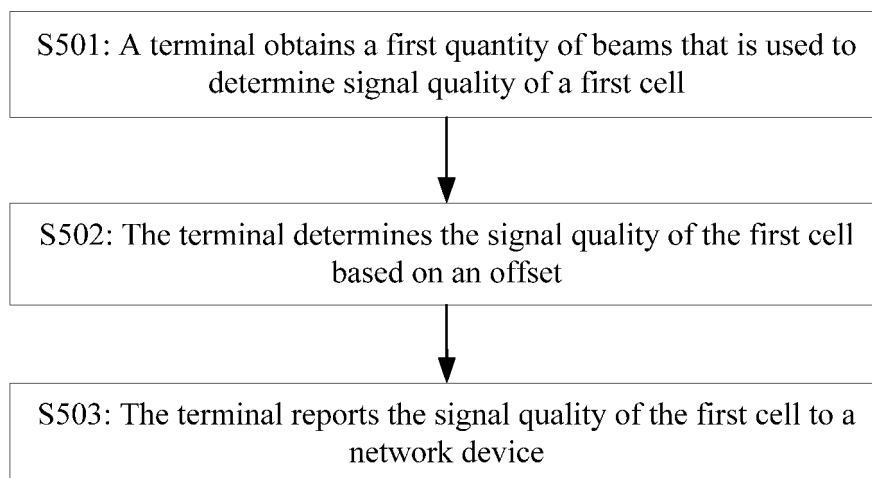 S501: A terminal obtains a first quantity of beams that is used to
determine signal quality of a first cell
S502: The terminal determines the signal quality of the first cell
based on an offset
S503: The terminal reports the signal quality of the first cell to a
network device